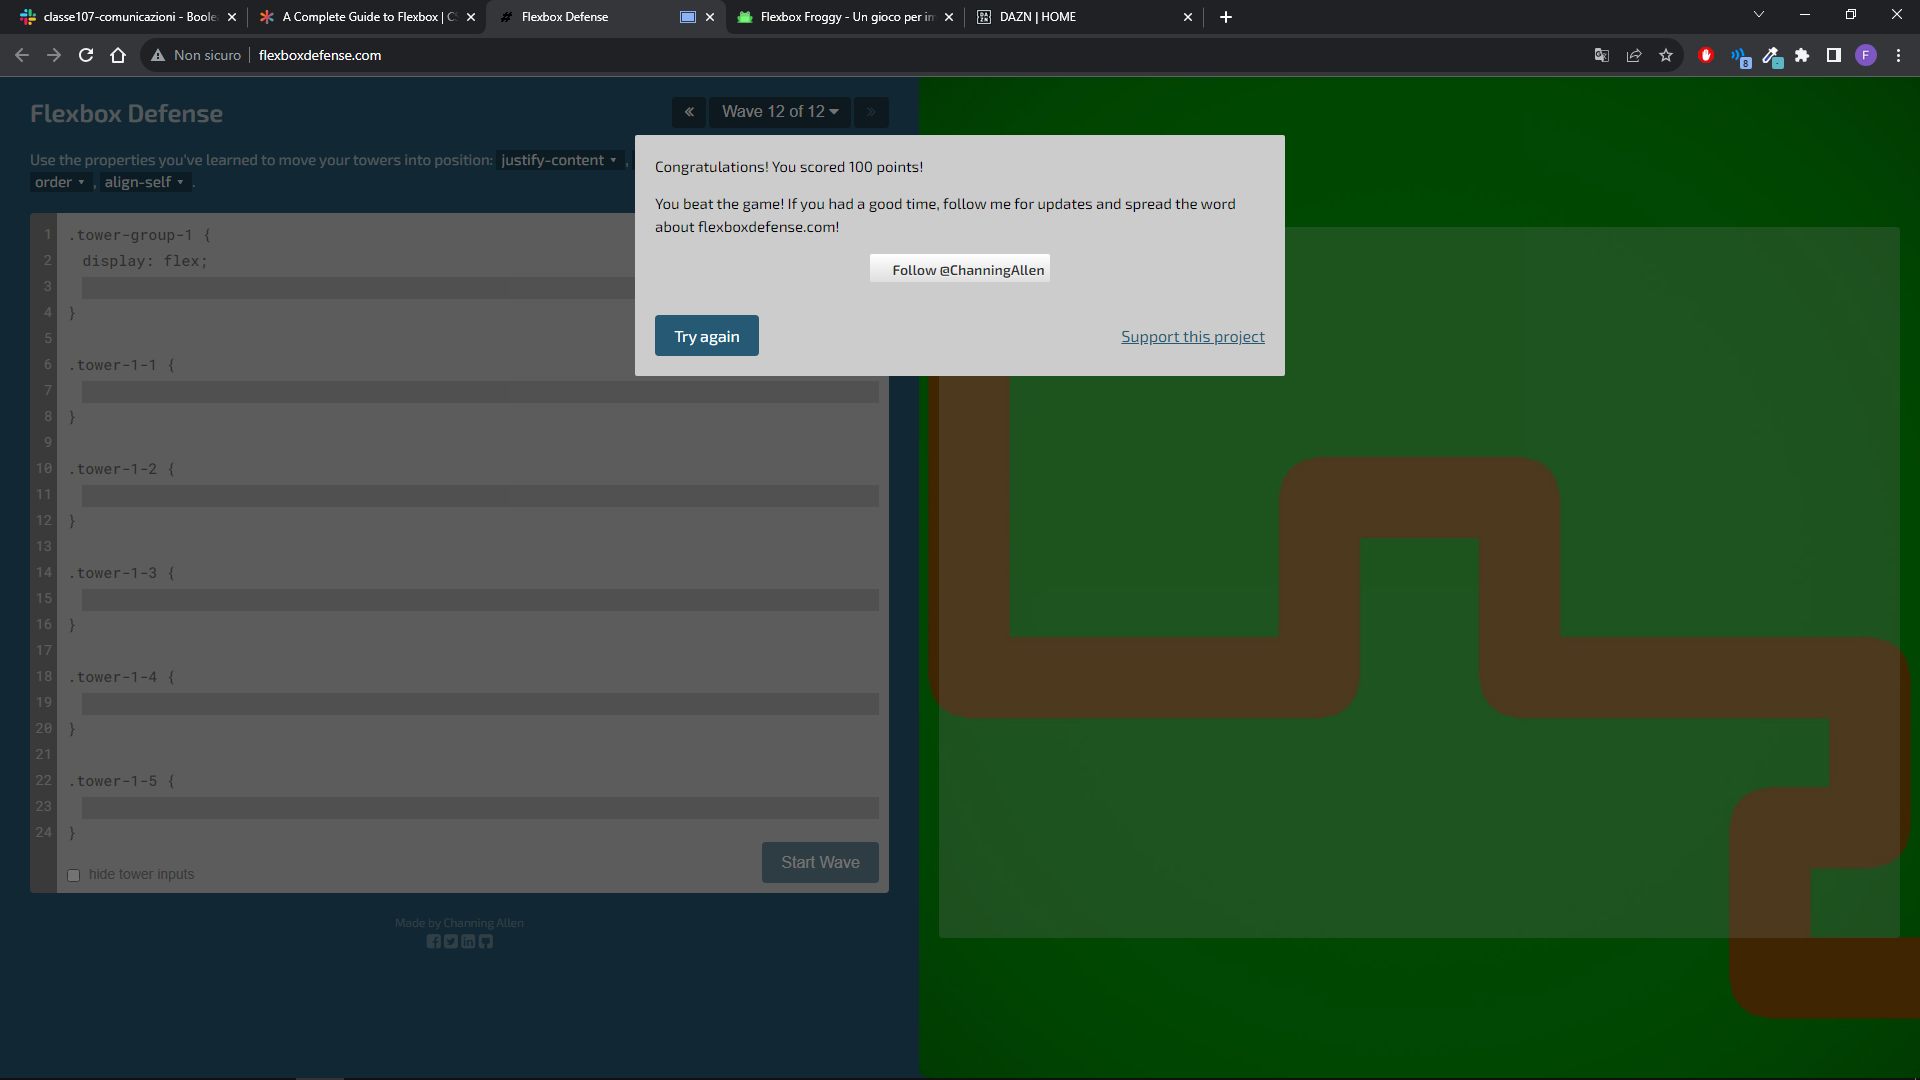 classe107-comunicazioni - Boole
A Complete Guide to Flexbox | CS
Flexbox Defense
Flexbox Froggy - Un gioco per im
DAZN | HOME
Non sicuro
flexboxdefense.com
8
F
Flexbox Defense
« Wave 12 of 12 »
Use the properties you've learned to move your towers into position: justify-content ,
order , align-self .
Congratulations! You scored 100 points!
You beat the game! If you had a good time, follow me for updates and spread the word
about flexboxdefense.com!
Follow @ChanningAllen
Try again
Support this project
1 .tower-group-1 {
2 display: flex;
3
4 }
5
6 .tower-1-1 {
7
8 }
9
10 .tower-1-2 {
11
12 }
13
14 .tower-1-3 {
15
16 }
17
18 .tower-1-4 {
19
20 }
21
22 .tower-1-5 {
23
24 }
hide tower inputs
Start Wave
Made by Channing Allen